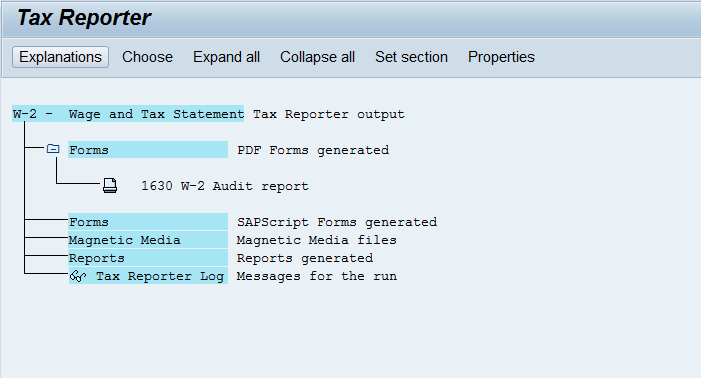 Tax Reporter
Explanations Choose Expand all Collapse all Set section Properties
W-2 - Wage and Tax Statement Tax Reporter output
Forms PDF Forms generated
1630 W-2 Audit report
Forms SAPScript Forms generated
Magnetic Media Magnetic Media files
Reports Reports generated
Tax Reporter Log Messages for the run